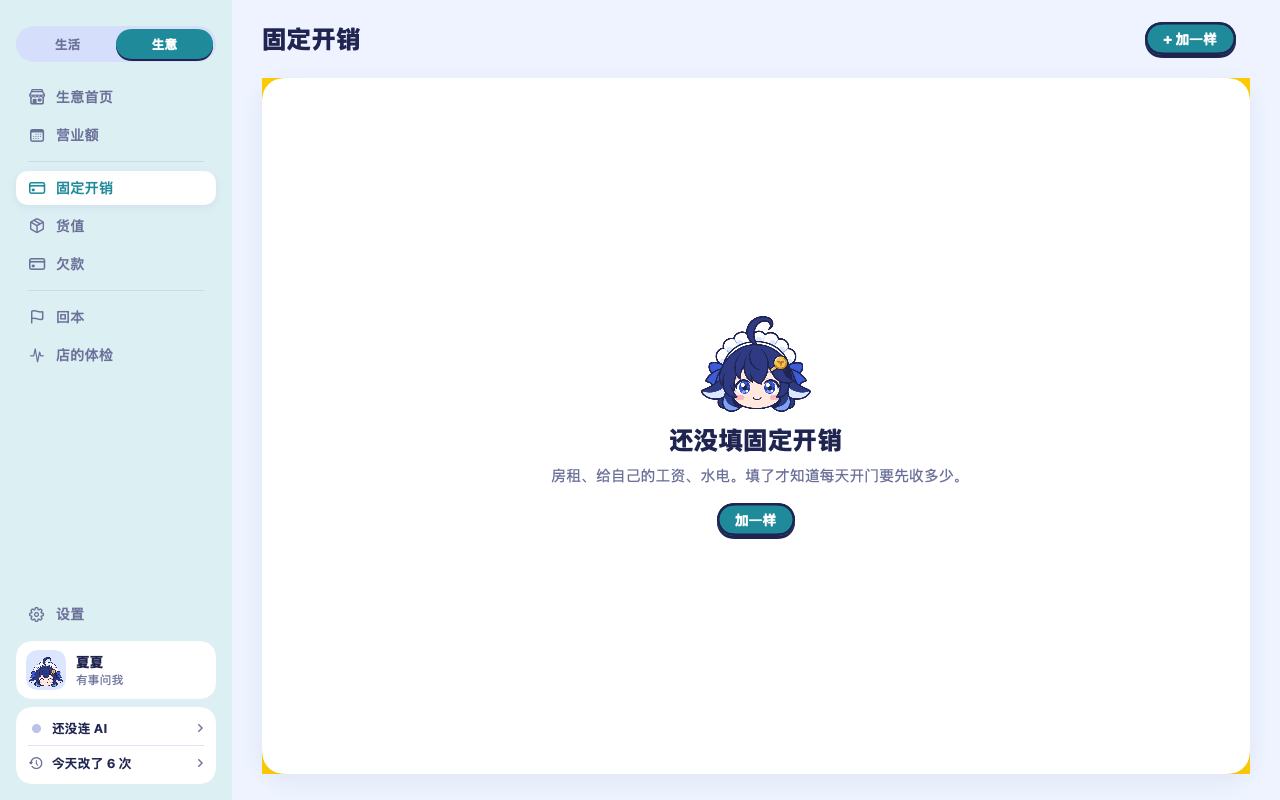 生活
生意
生意首页
营业额
固定开销
货值
欠款
回本
店的体检
设置
夏夏
有事问我
还没连 AI
今天改了 6 次
固定开销
+ 加一样
还没填固定开销
房租、给自己的工资、水电。填了才知道每天开门要先收多少。
加一样